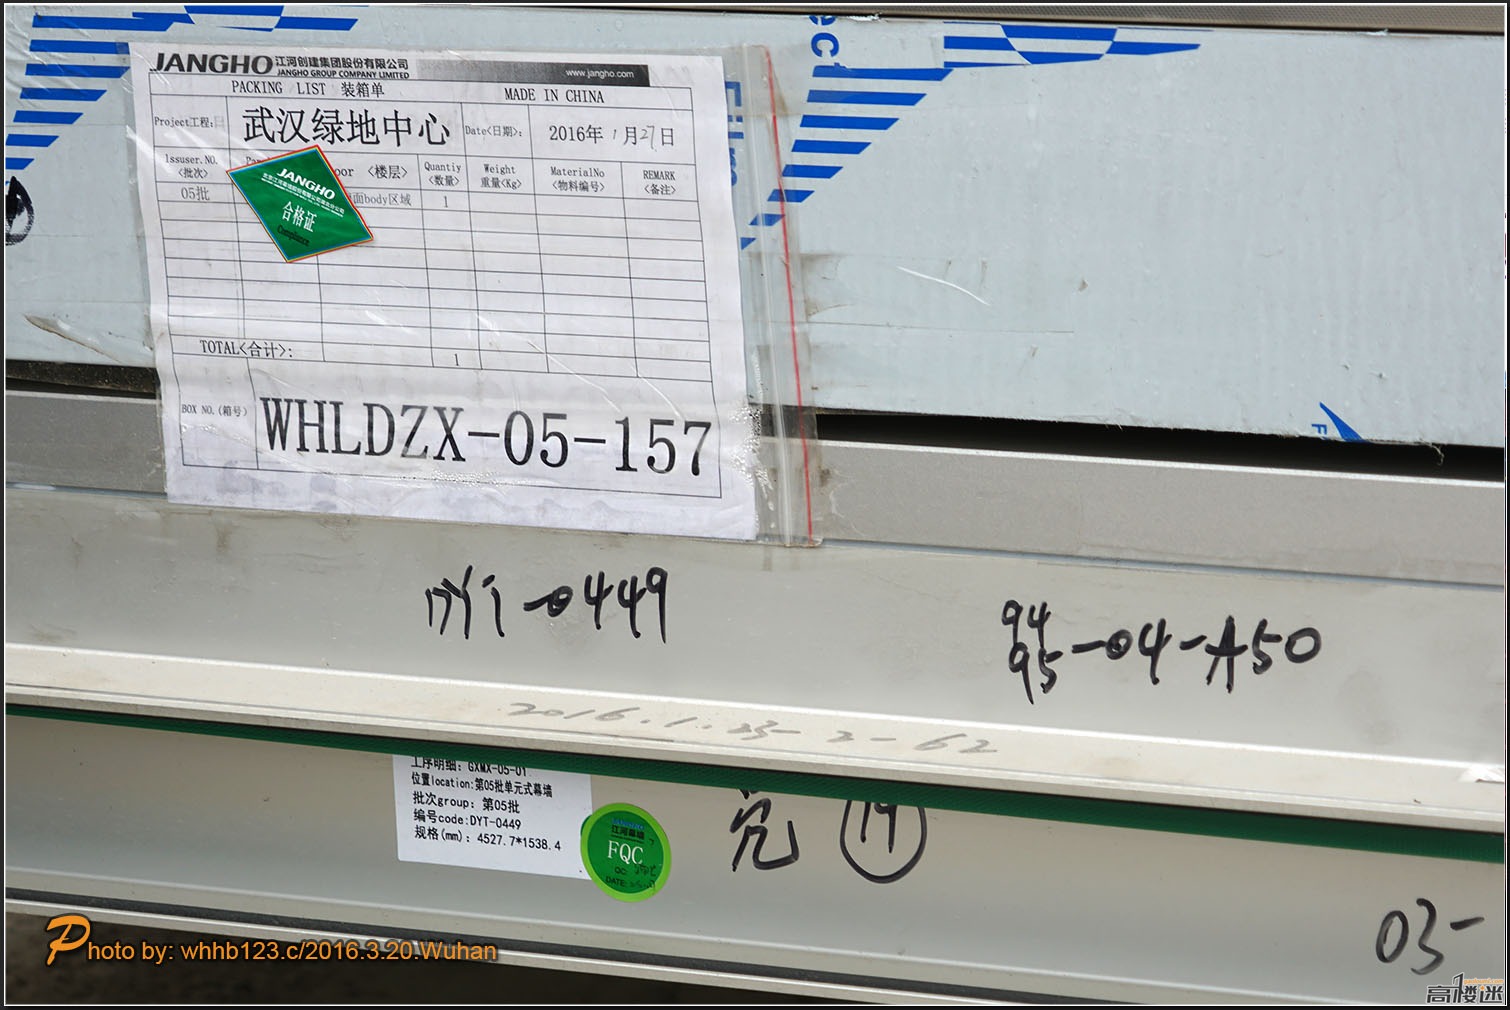 JANGHO 江河创建集团股份有限公司
JANGHO GROUP COMPANY LIMITED
www.jangho.com
PACKING LIST 装箱单 MADE IN CHINA
Project工程: 武汉绿地中心 Date<日期>: 2016年1月27日
Issuser.NO. <批次> oor <楼层> Quantiy <数量> Weight 重量<Kg> MaterialNo <物料编号> REMARK <备注>
05批 面body区域 1
JANGHO
合格证
Compliance
TOTAL<合计>: 1
BOX NO.(箱号) WHLDZX-05-157
DYT-0449
94
95-04-A50
2016.1.23-2-62
工序明细: GXMX-05-01
位置location:第05批单元式幕墙
批次group: 第05批
编号code:DYT-0449
规格(mm): 4527.7*1538.4
江河幕墙
FQC
QC:
DATE:
19
03-
Photo by: whhb123.c/2016.3.20.Wuhan
高楼迷